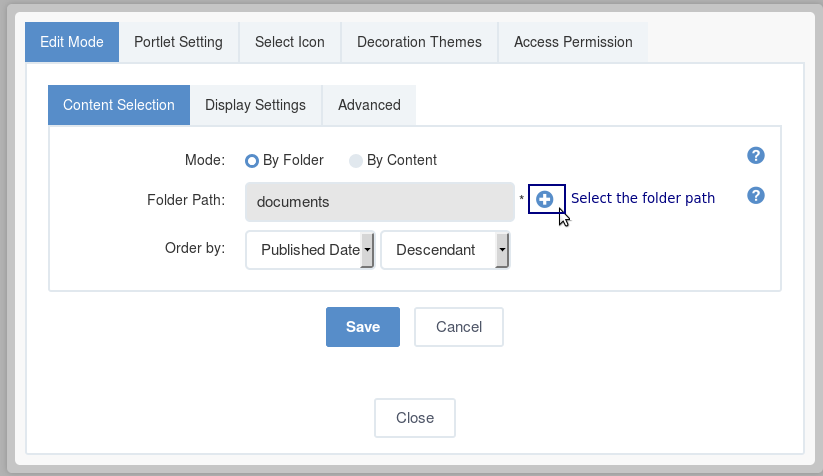 Edit Mode Portlet Setting Select Icon Decoration Themes Access Permission
Content Selection Display Settings Advanced
Mode: By Folder By Content ?
Folder Path: documents * Select the folder path ?
Order by: Published Date Descendant
Save Cancel
Close